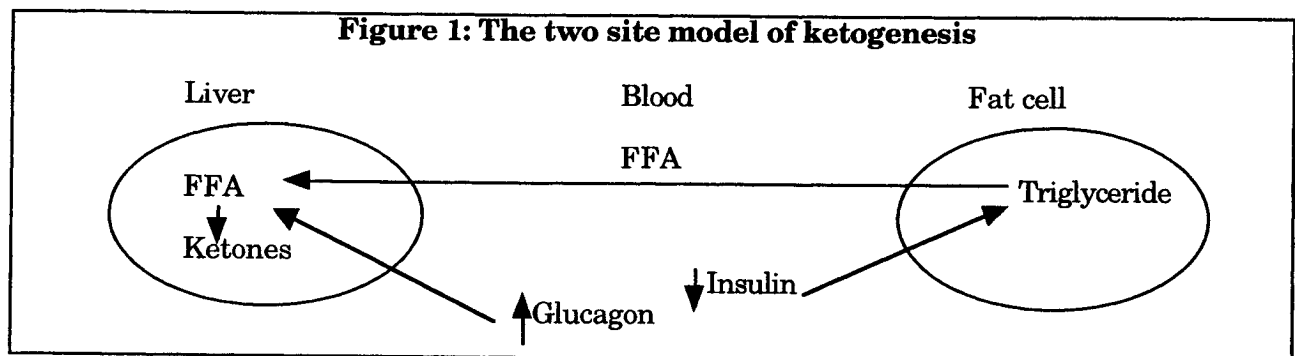 Figure 1: The two site model of ketogenesis
Liver Blood Fat cell
FFA
FFA Triglyceride
Ketones
Insulin
Glucagon